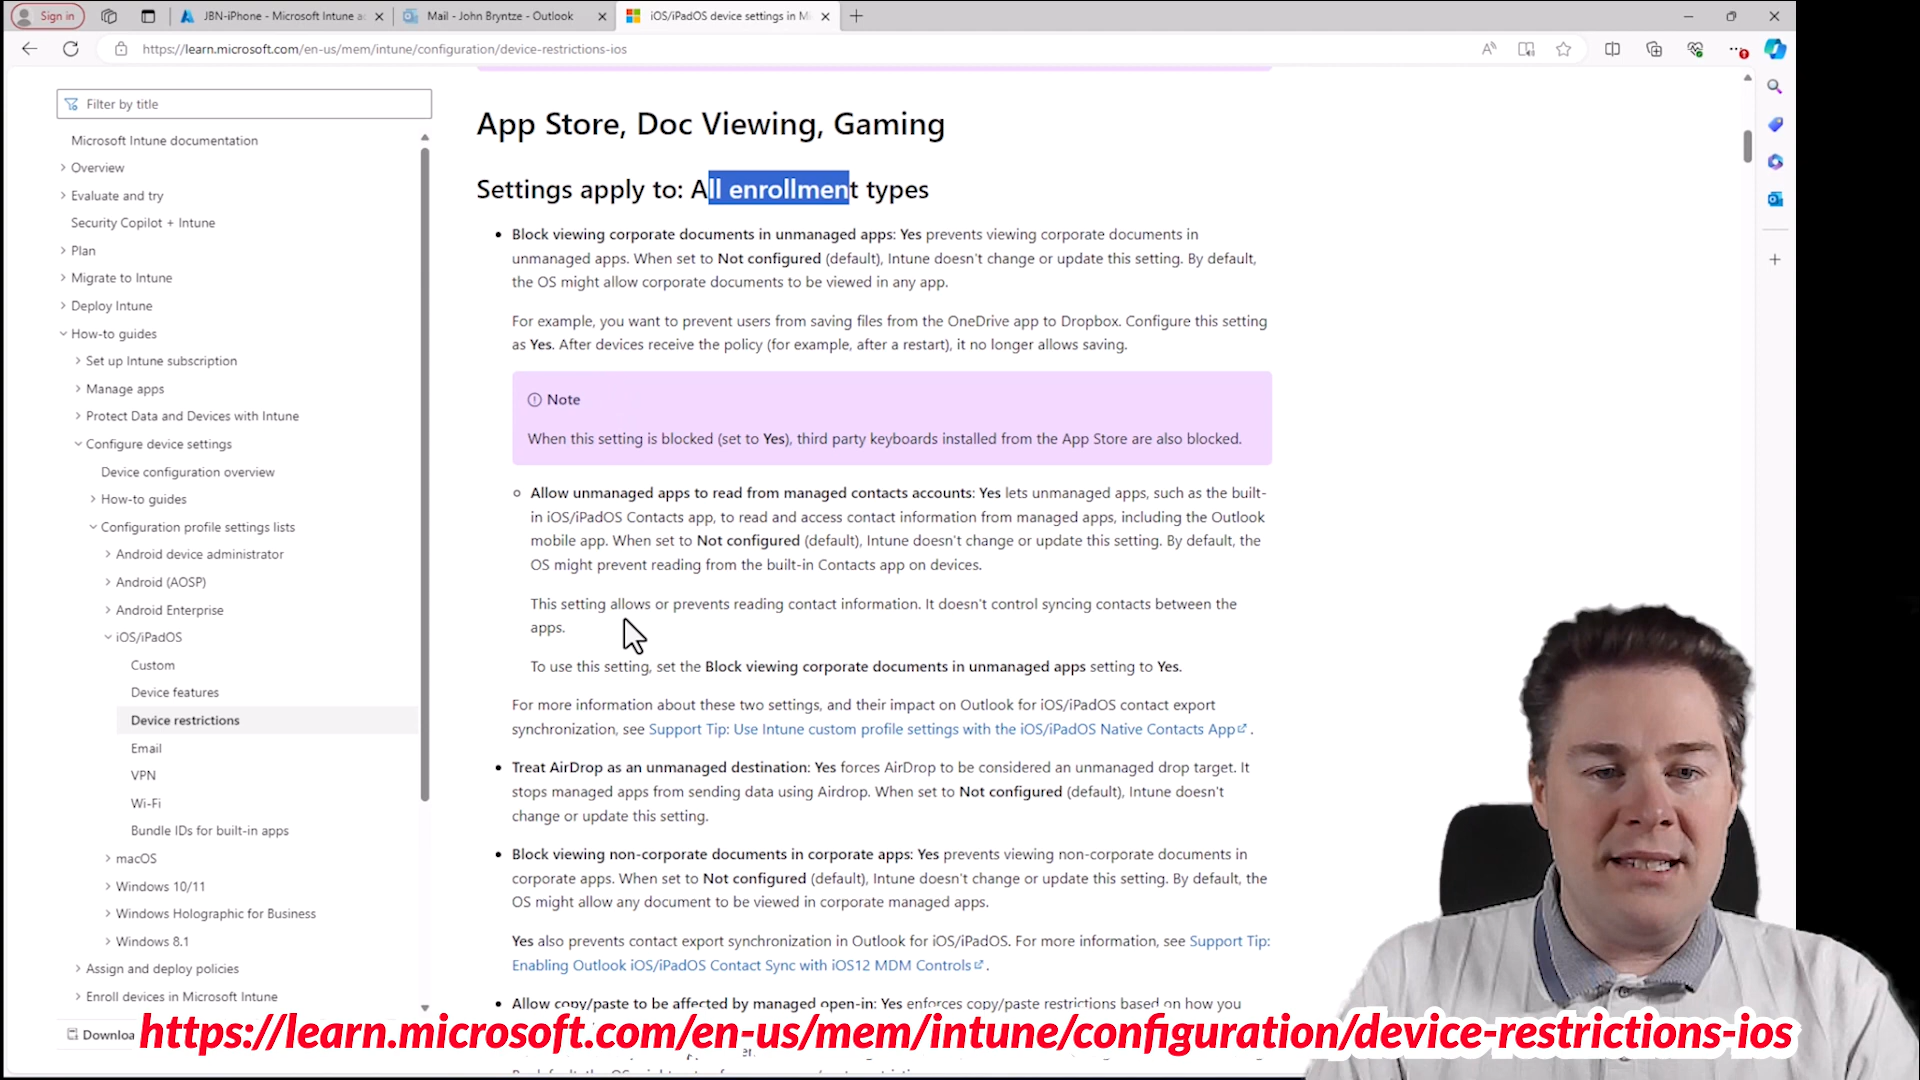 Sign in
JBN-iPhone - Microsoft Intune a
Mail - John Bryntze - Outlook
iOS/iPadOS device settings in M
https://learn.microsoft.com/en-us/mem/intune/configuration/device-restrictions-ios
Filter by title
Microsoft Intune documentation
Overview
Evaluate and try
Security Copilot + Intune
Plan
Migrate to Intune
Deploy Intune
How-to guides
Set up Intune subscription
Manage apps
Protect Data and Devices with Intune
Configure device settings
Device configuration overview
How-to guides
Configuration profile settings lists
Android device administrator
Android (AOSP)
Android Enterprise
iOS/iPadOS
Custom
Device features
Device restrictions
Email
VPN
Wi-Fi
Bundle IDs for built-in apps
macOS
Windows 10/11
Windows Holographic for Business
Windows 8.1
Assign and deploy policies
Enroll devices in Microsoft Intune
Downloa
App Store, Doc Viewing, Gaming
Settings apply to: All enrollment types
Block viewing corporate documents in unmanaged apps: Yes prevents viewing corporate documents in
unmanaged apps. When set to Not configured (default), Intune doesn't change or update this setting. By default,
the OS might allow corporate documents to be viewed in any app.
For example, you want to prevent users from saving files from the OneDrive app to Dropbox. Configure this setting
as Yes. After devices receive the policy (for example, after a restart), it no longer allows saving.
Note
When this setting is blocked (set to Yes), third party keyboards installed from the App Store are also blocked.
Allow unmanaged apps to read from managed contacts accounts: Yes lets unmanaged apps, such as the built-
in iOS/iPadOS Contacts app, to read and access contact information from managed apps, including the Outlook
mobile app. When set to Not configured (default), Intune doesn't change or update this setting. By default, the
OS might prevent reading from the built-in Contacts app on devices.
This setting allows or prevents reading contact information. It doesn't control syncing contacts between the
apps.
To use this setting, set the Block viewing corporate documents in unmanaged apps setting to Yes.
For more information about these two settings, and their impact on Outlook for iOS/iPadOS contact export
synchronization, see Support Tip: Use Intune custom profile settings with the iOS/iPadOS Native Contacts App .
Treat AirDrop as an unmanaged destination: Yes forces AirDrop to be considered an unmanaged drop target. It
stops managed apps from sending data using Airdrop. When set to Not configured (default), Intune doesn't
change or update this setting.
Block viewing non-corporate documents in corporate apps: Yes prevents viewing non-corporate documents in
corporate apps. When set to Not configured (default), Intune doesn't change or update this setting. By default, the
OS might allow any document to be viewed in corporate managed apps.
Yes also prevents contact export synchronization in Outlook for iOS/iPadOS. For more information, see Support Tip:
Enabling Outlook iOS/iPadOS Contact Sync with iOS12 MDM Controls .
Allow copy/paste to be affected by managed open-in: Yes enforces copy/paste restrictions based on how you
https://learn.microsoft.com/en-us/mem/intune/configuration/device-restrictions-ios